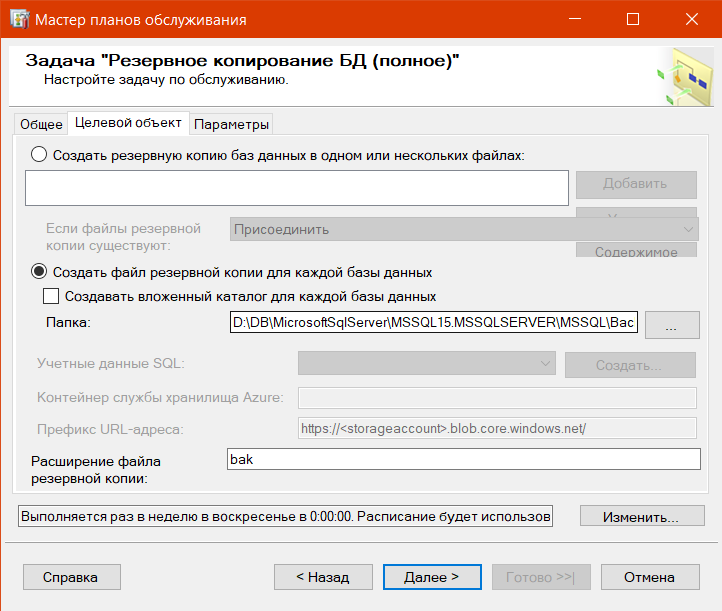 Мастер планов обслуживания
Задача "Резервное копирование БД (полное)"
Настройте задачу по обслуживанию.
Общее Целевой объект Параметры
Создать резервную копию баз данных в одном или нескольких файлах:
Добавить
Если файлы резервной
копии существуют:
Присоединить
Содержимое
Создать файл резервной копии для каждой базы данных
Создавать вложенный каталог для каждой базы данных
Папка: D:\DB\MicrosoftSqlServer\MSSQL15.MSSQLSERVER\MSSQL\Bac ...
Учетные данные SQL: Создать...
Контейнер службы хранилища Azure:
Префикс URL-адреса: https://<storageaccount>.blob.core.windows.net/
Расширение файла
резервной копии:
bak
Выполняется раз в неделю в воскресенье в 0:00:00. Расписание будет использов Изменить...
Справка < Назад Далее > Готово >>| Отмена